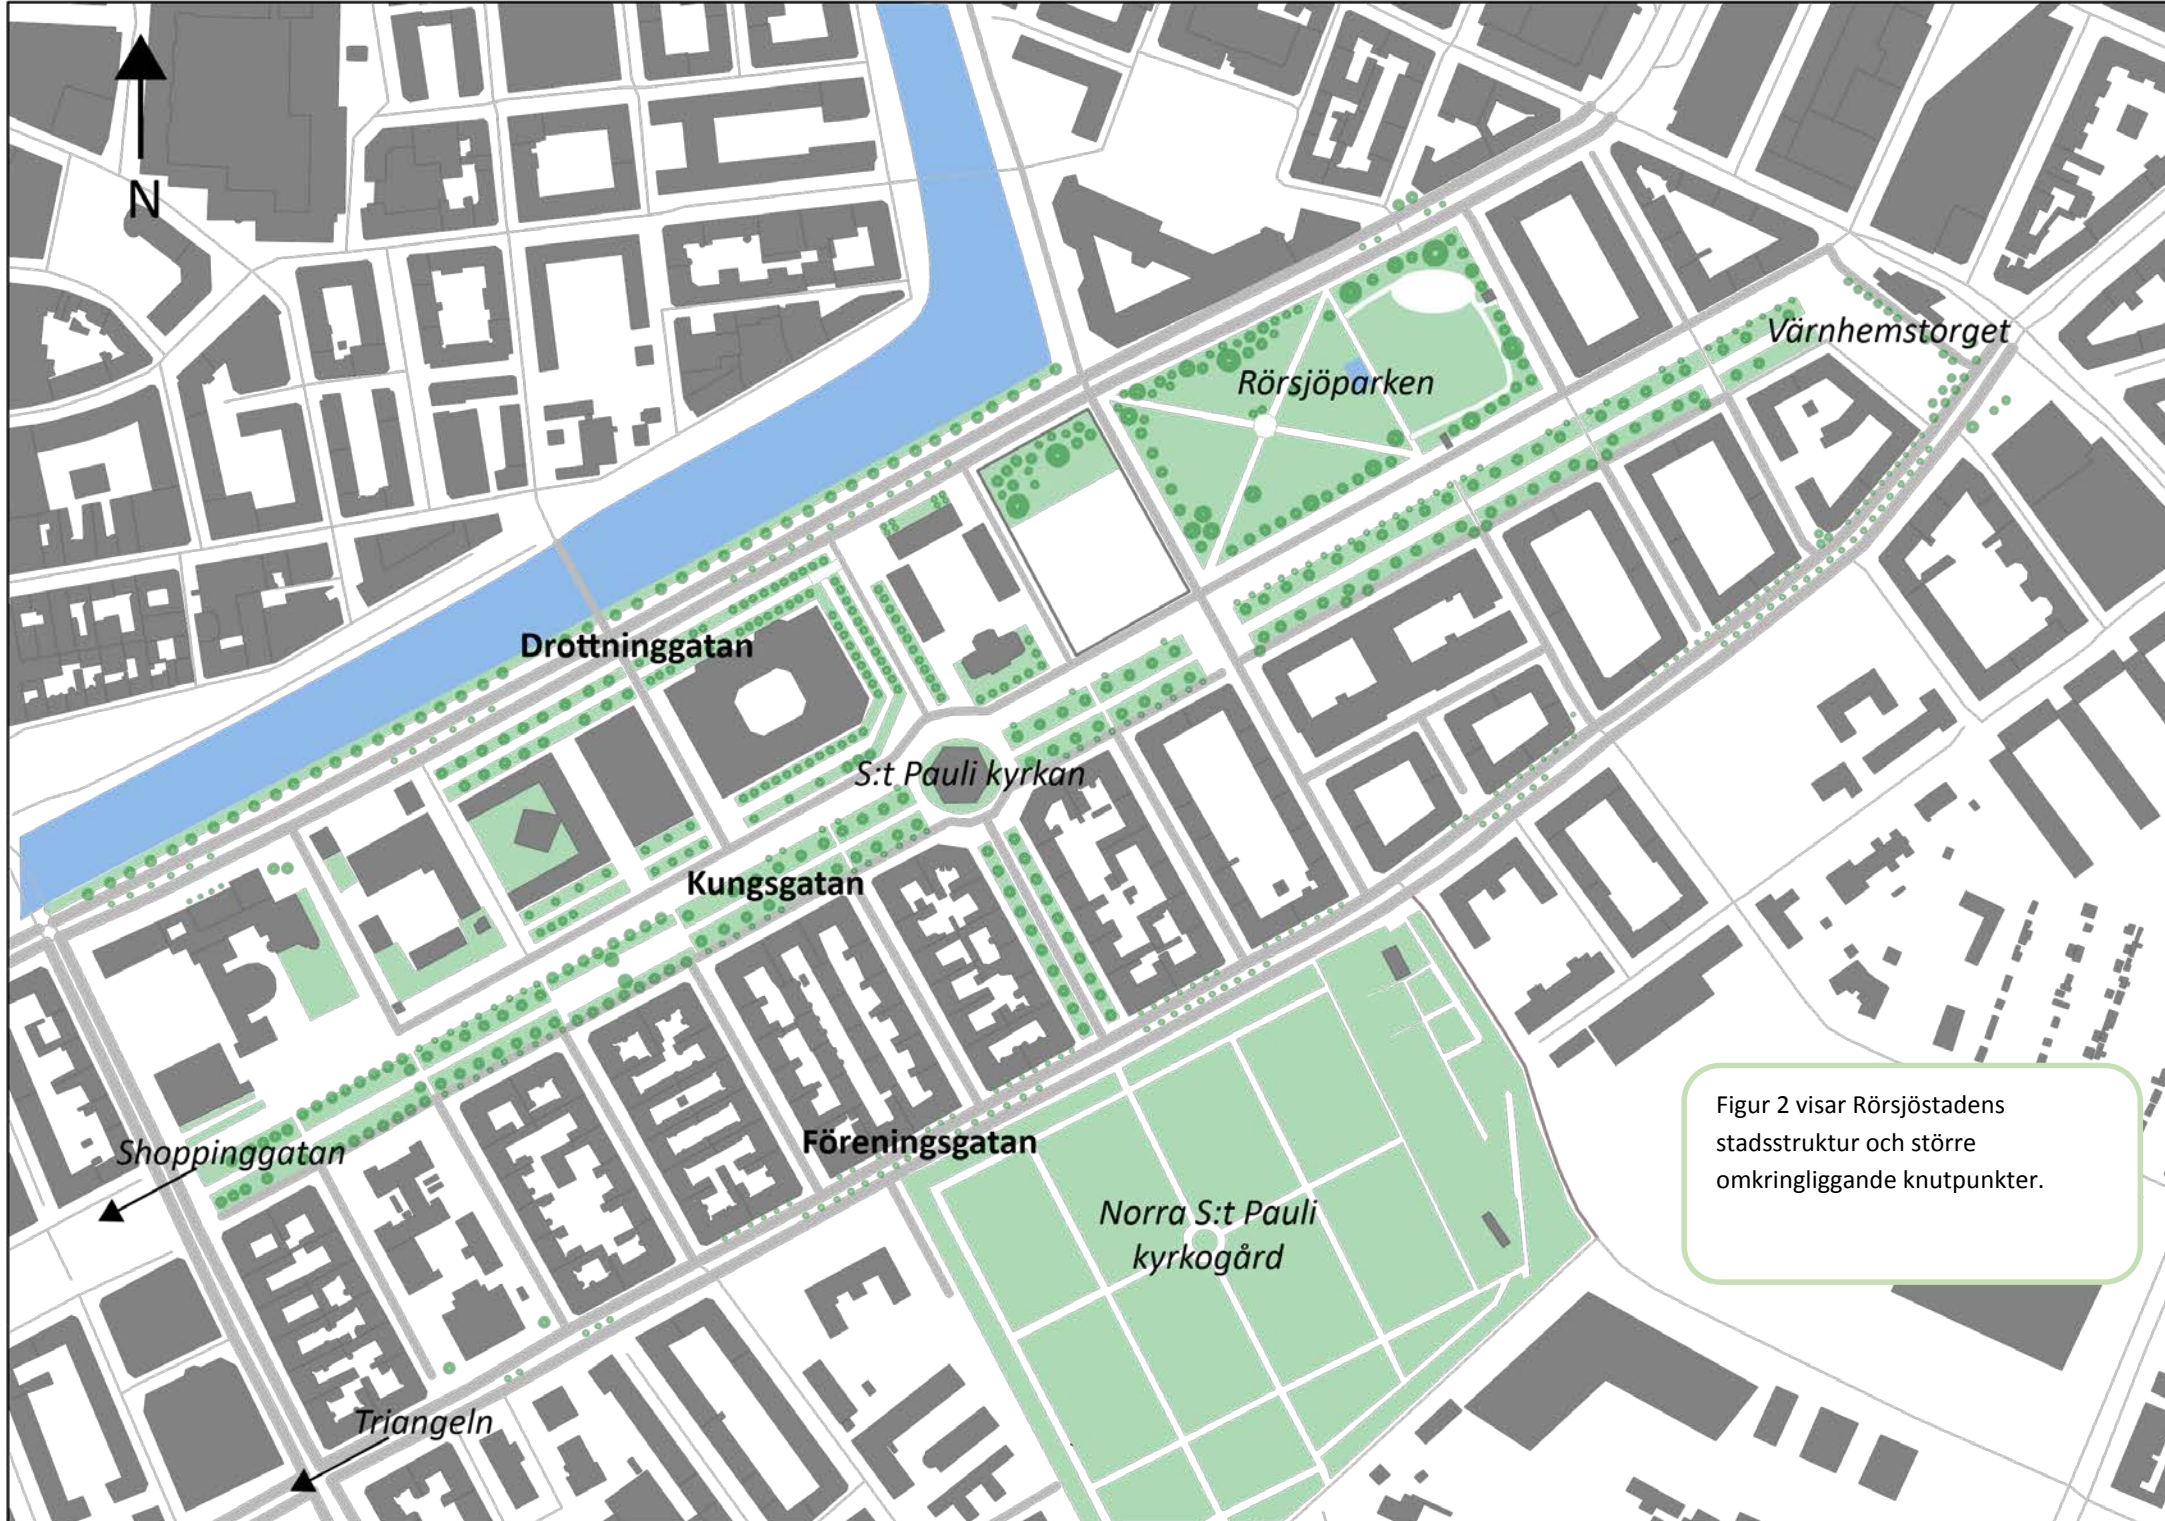 N
Värnhemstorget
Rörsjöparken
Drottninggatan
S:t Pauli kyrkan
Kungsgatan
Föreningsgatan
Shoppinggatan
Norra S:t Pauli
kyrkogård
Triangeln
Figur 2 visar Rörsjöstadens
stadsstruktur och större
omkringliggande knutpunkter.